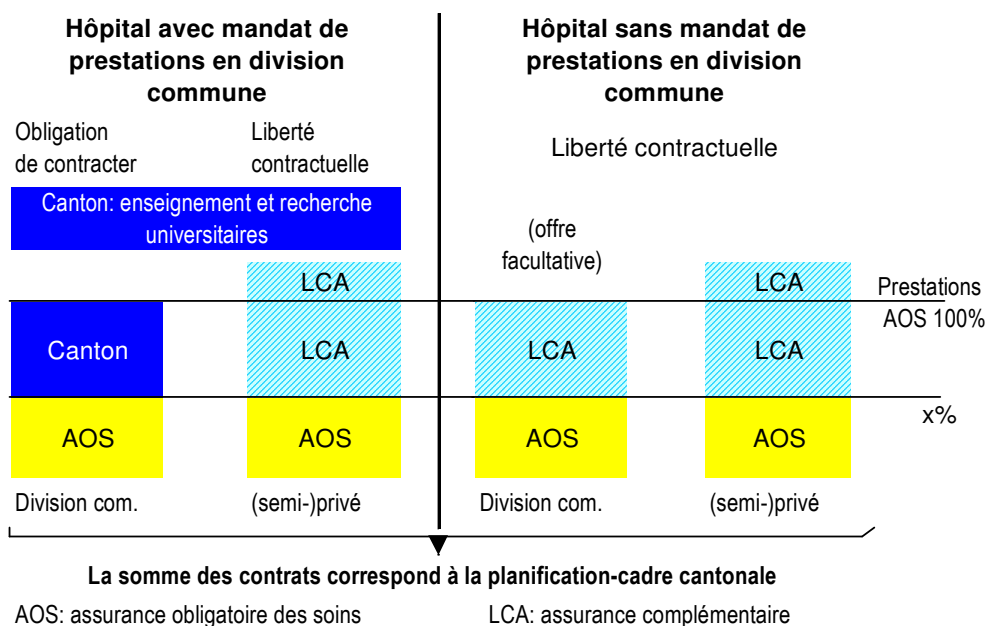 Hôpital avec mandat de
prestations en division
commune
Hôpital sans mandat de
prestations en division
commune
Obligation
de contracter
Liberté
contractuelle
Liberté contractuelle
Canton: enseignement et recherche
universitaires
(offre
facultative)
LCA
LCA
Prestations
AOS 100%
Canton
LCA
LCA
LCA
x%
AOS
AOS
AOS
AOS
Division com.
(semi-)privé
Division com.
(semi-)privé
La somme des contrats correspond à la planification-cadre cantonale
AOS: assurance obligatoire des soins
LCA: assurance complémentaire